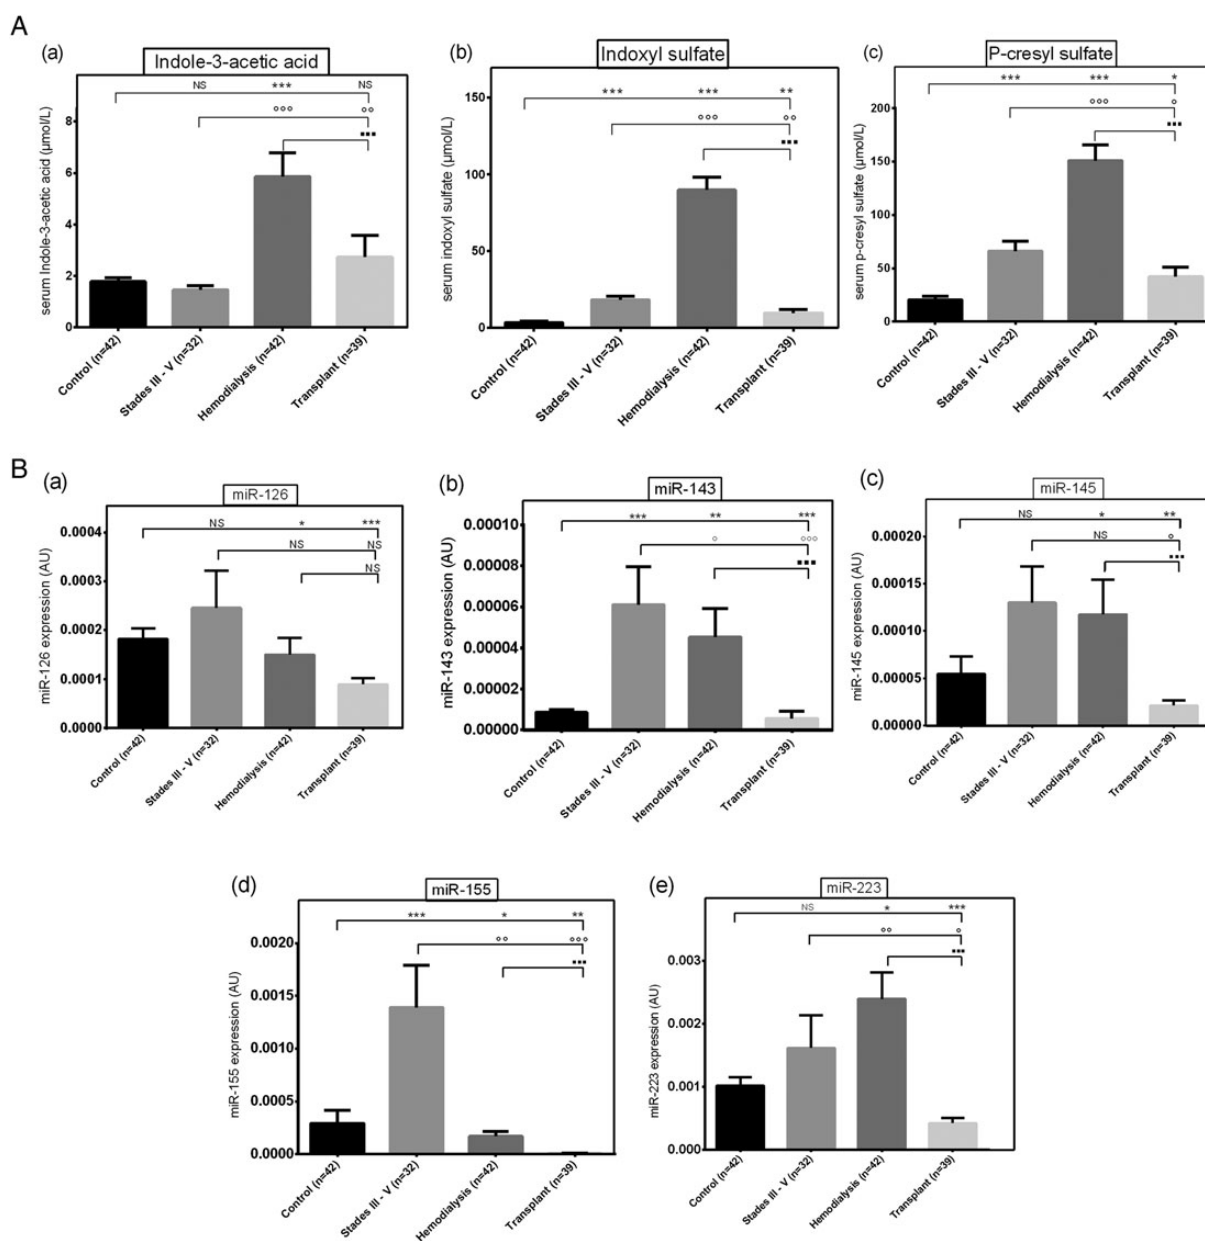 A
(a)
Indole-3-acetic acid
NS *** NS
°°° °°
▪▪▪
serum Indole-3-acetic acid (µmol/L)
8
6
4
2
0
Control (n=42)
Stades III - V (n=32)
Hemodialysis (n=42)
Transplant (n=39)
(b)
Indoxyl sulfate
*** *** **
°°° °°
▪▪▪
serum indoxyl sulfate (µmol/L)
150
100
50
0
Control (n=42)
Stades III - V (n=32)
Hemodialysis (n=42)
Transplant (n=39)
(c)
P-cresyl sulfate
*** *** *
°°° °
▪▪▪
serum p-cresyl sulfate (µmol/L)
200
150
100
50
0
Control (n=42)
Stades III - V (n=32)
Hemodialysis (n=42)
Transplant (n=39)
B
(a)
miR-126
NS * ***
NS NS
NS
miR-126 expression (AU)
0.0004
0.0003
0.0002
0.0001
0.0000
Control (n=42)
Stades III - V (n=32)
Hemodialysis (n=42)
Transplant (n=39)
(b)
miR-143
*** ** ***
° °°°
▪▪▪
miR-143 expression (AU)
0.00010
0.00008
0.00006
0.00004
0.00002
0.00000
Control (n=42)
Stades III - V (n=32)
Hemodialysis (n=42)
Transplant (n=39)
(c)
miR-145
NS * **
NS °
▪▪▪
miR-145 expression (AU)
0.00020
0.00015
0.00010
0.00005
0.00000
Control (n=42)
Stades III - V (n=32)
Hemodialysis (n=42)
Transplant (n=39)
(d)
miR-155
*** * **
°° °°°
▪▪▪
miR-155 expression (AU)
0.0020
0.0015
0.0010
0.0005
0.0000
Control (n=42)
Stades III - V (n=32)
Hemodialysis (n=42)
Transplant (n=39)
(e)
miR-223
NS * ***
°° °
▪▪▪
miR-223 expression (AU)
0.003
0.002
0.001
0.000
Control (n=42)
Stades III - V (n=32)
Hemodialysis (n=42)
Transplant (n=39)